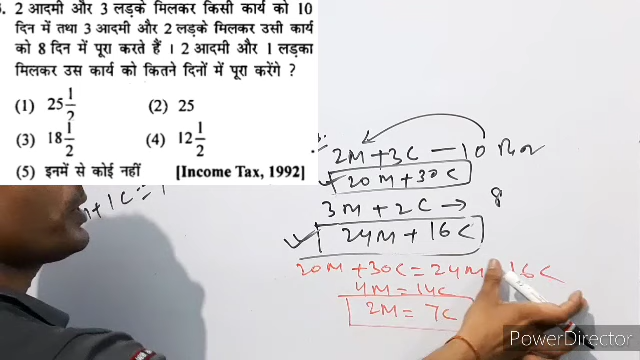 2 आदमी और 3 लड़के मिलकर किसी कार्य को 10
दिन में तथा 3 आदमी और 2 लड़के मिलकर उसी कार्य
को 8 दिन में पूरा करते हैं । 2 आदमी और 1 लड़का
मिलकर उस कार्य को कितने दिनों में पूरा करेंगे ?
(1) 25 1/2 (2) 25
(3) 18 1/2 (4) 12 1/2
(5) इनमें से कोई नहीं [Income Tax, 1992]
2M + 3C — 10
20M + 30C
3M + 2C → 8
24M + 16C
20M + 30C = 24M 16C
4M = 14C
2M = 7C
+ 1C =
PowerDirector